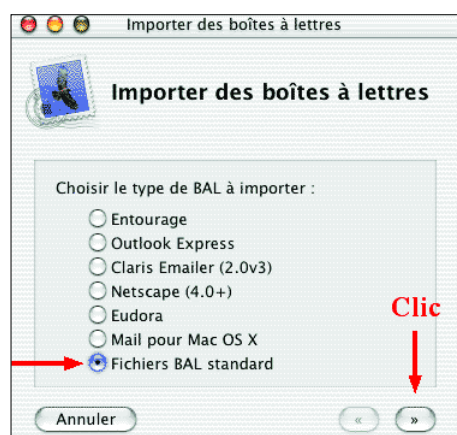 Importer des boîtes à lettres
Importer des boîtes à lettres
Choisir le type de BAL à importer :
Entourage
Outlook Express
Claris Emailer (2.0v3)
Netscape (4.0+)
Eudora
Clic
Mail pour Mac OS X
Fichiers BAL standard
Annuler
«
»